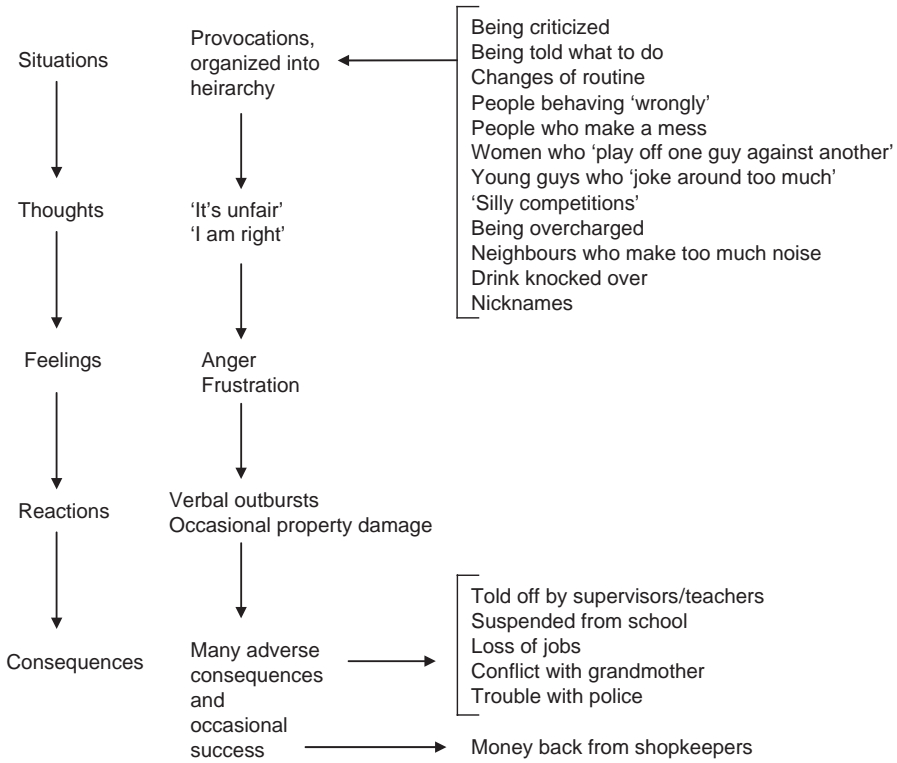 Situations
Thoughts
Feelings
Reactions
Consequences
Provocations,
organized into
heirarchy
‘It's unfair’
‘I am right’
Anger
Frustration
Verbal outbursts
Occasional property damage
Many adverse
consequences
and
occasional
success
Being criticized
Being told what to do
Changes of routine
People behaving ‘wrongly’
People who make a mess
Women who ‘play off one guy against another’
Young guys who ‘joke around too much’
‘Silly competitions’
Being overcharged
Neighbours who make too much noise
Drink knocked over
Nicknames
Told off by supervisors/teachers
Suspended from school
Loss of jobs
Conflict with grandmother
Trouble with police
Money back from shopkeepers